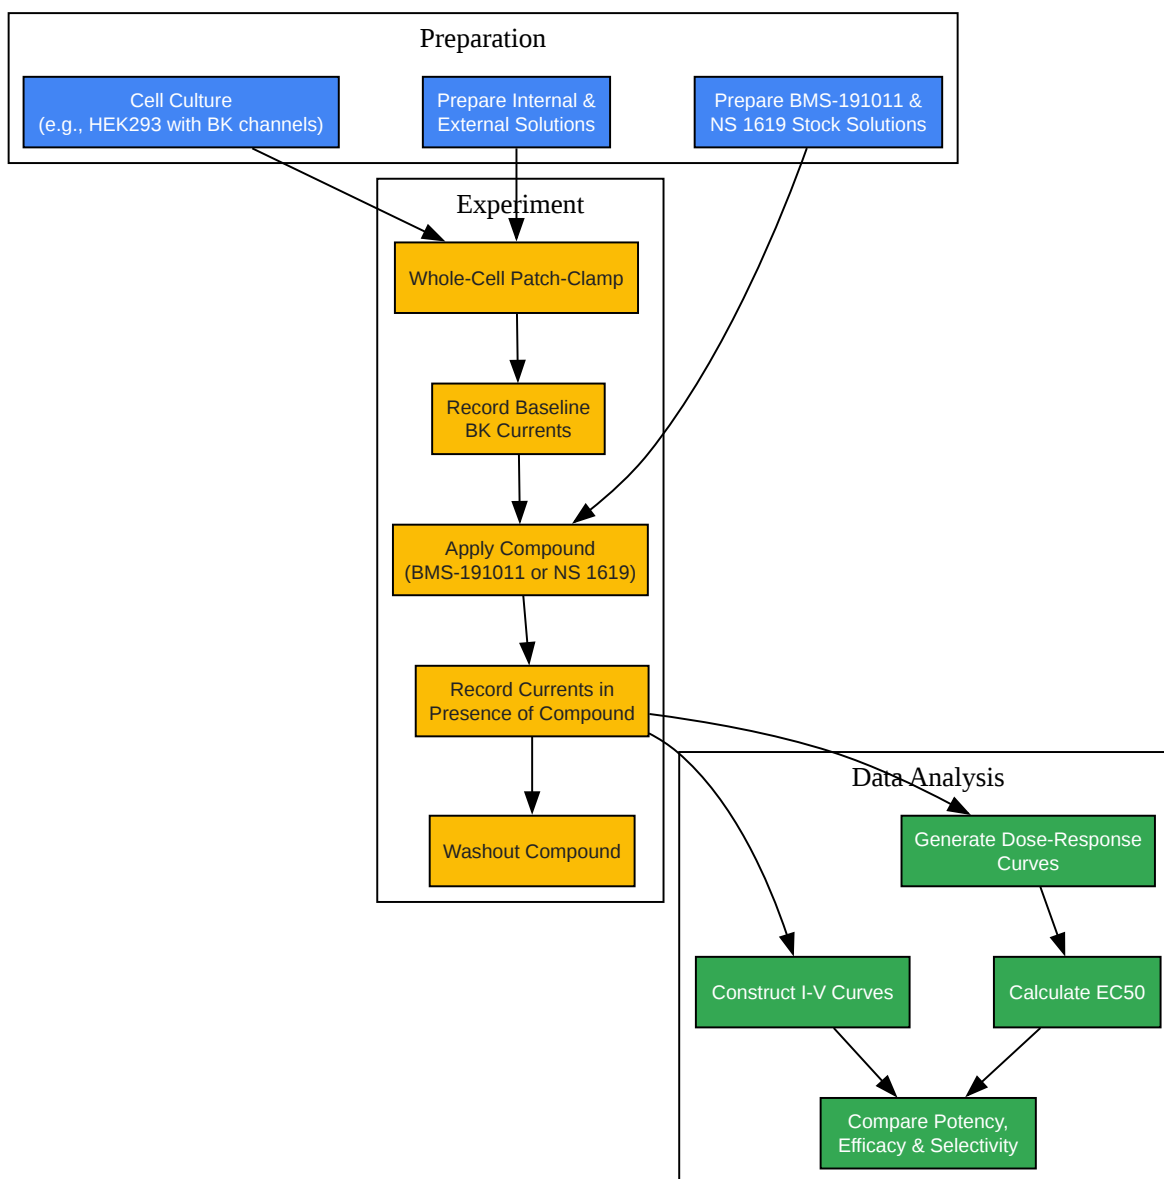 Preparation
Cell Culture
(e.g., HEK293 with BK channels)
Prepare Internal &
External Solutions
Prepare BMS-191011 &
NS 1619 Stock Solutions
Experiment
Whole-Cell Patch-Clamp
Record Baseline
BK Currents
Apply Compound
(BMS-191011 or NS 1619)
Record Currents in
Presence of Compound
Washout Compound
Data Analysis
Generate Dose-Response
Curves
Construct I-V Curves
Calculate EC50
Compare Potency,
Efficacy & Selectivity